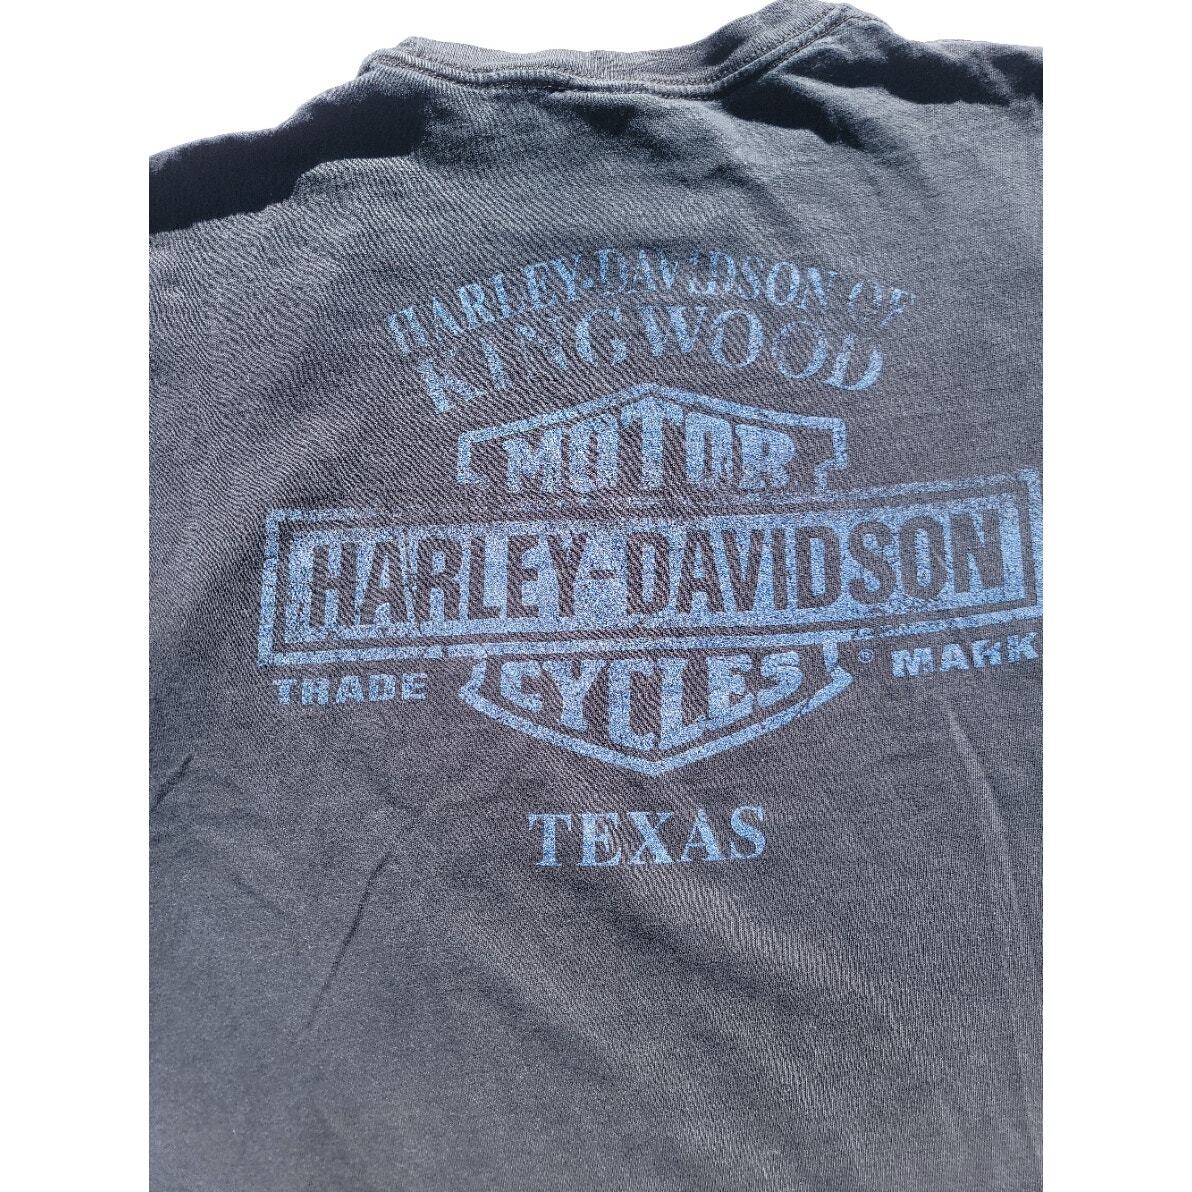 HARLEY-DAVIDSON OF
KINGWOOD
MOTOR
HARLEY-DAVIDSON
CYCLES
TRADE ® MARK
TEXAS